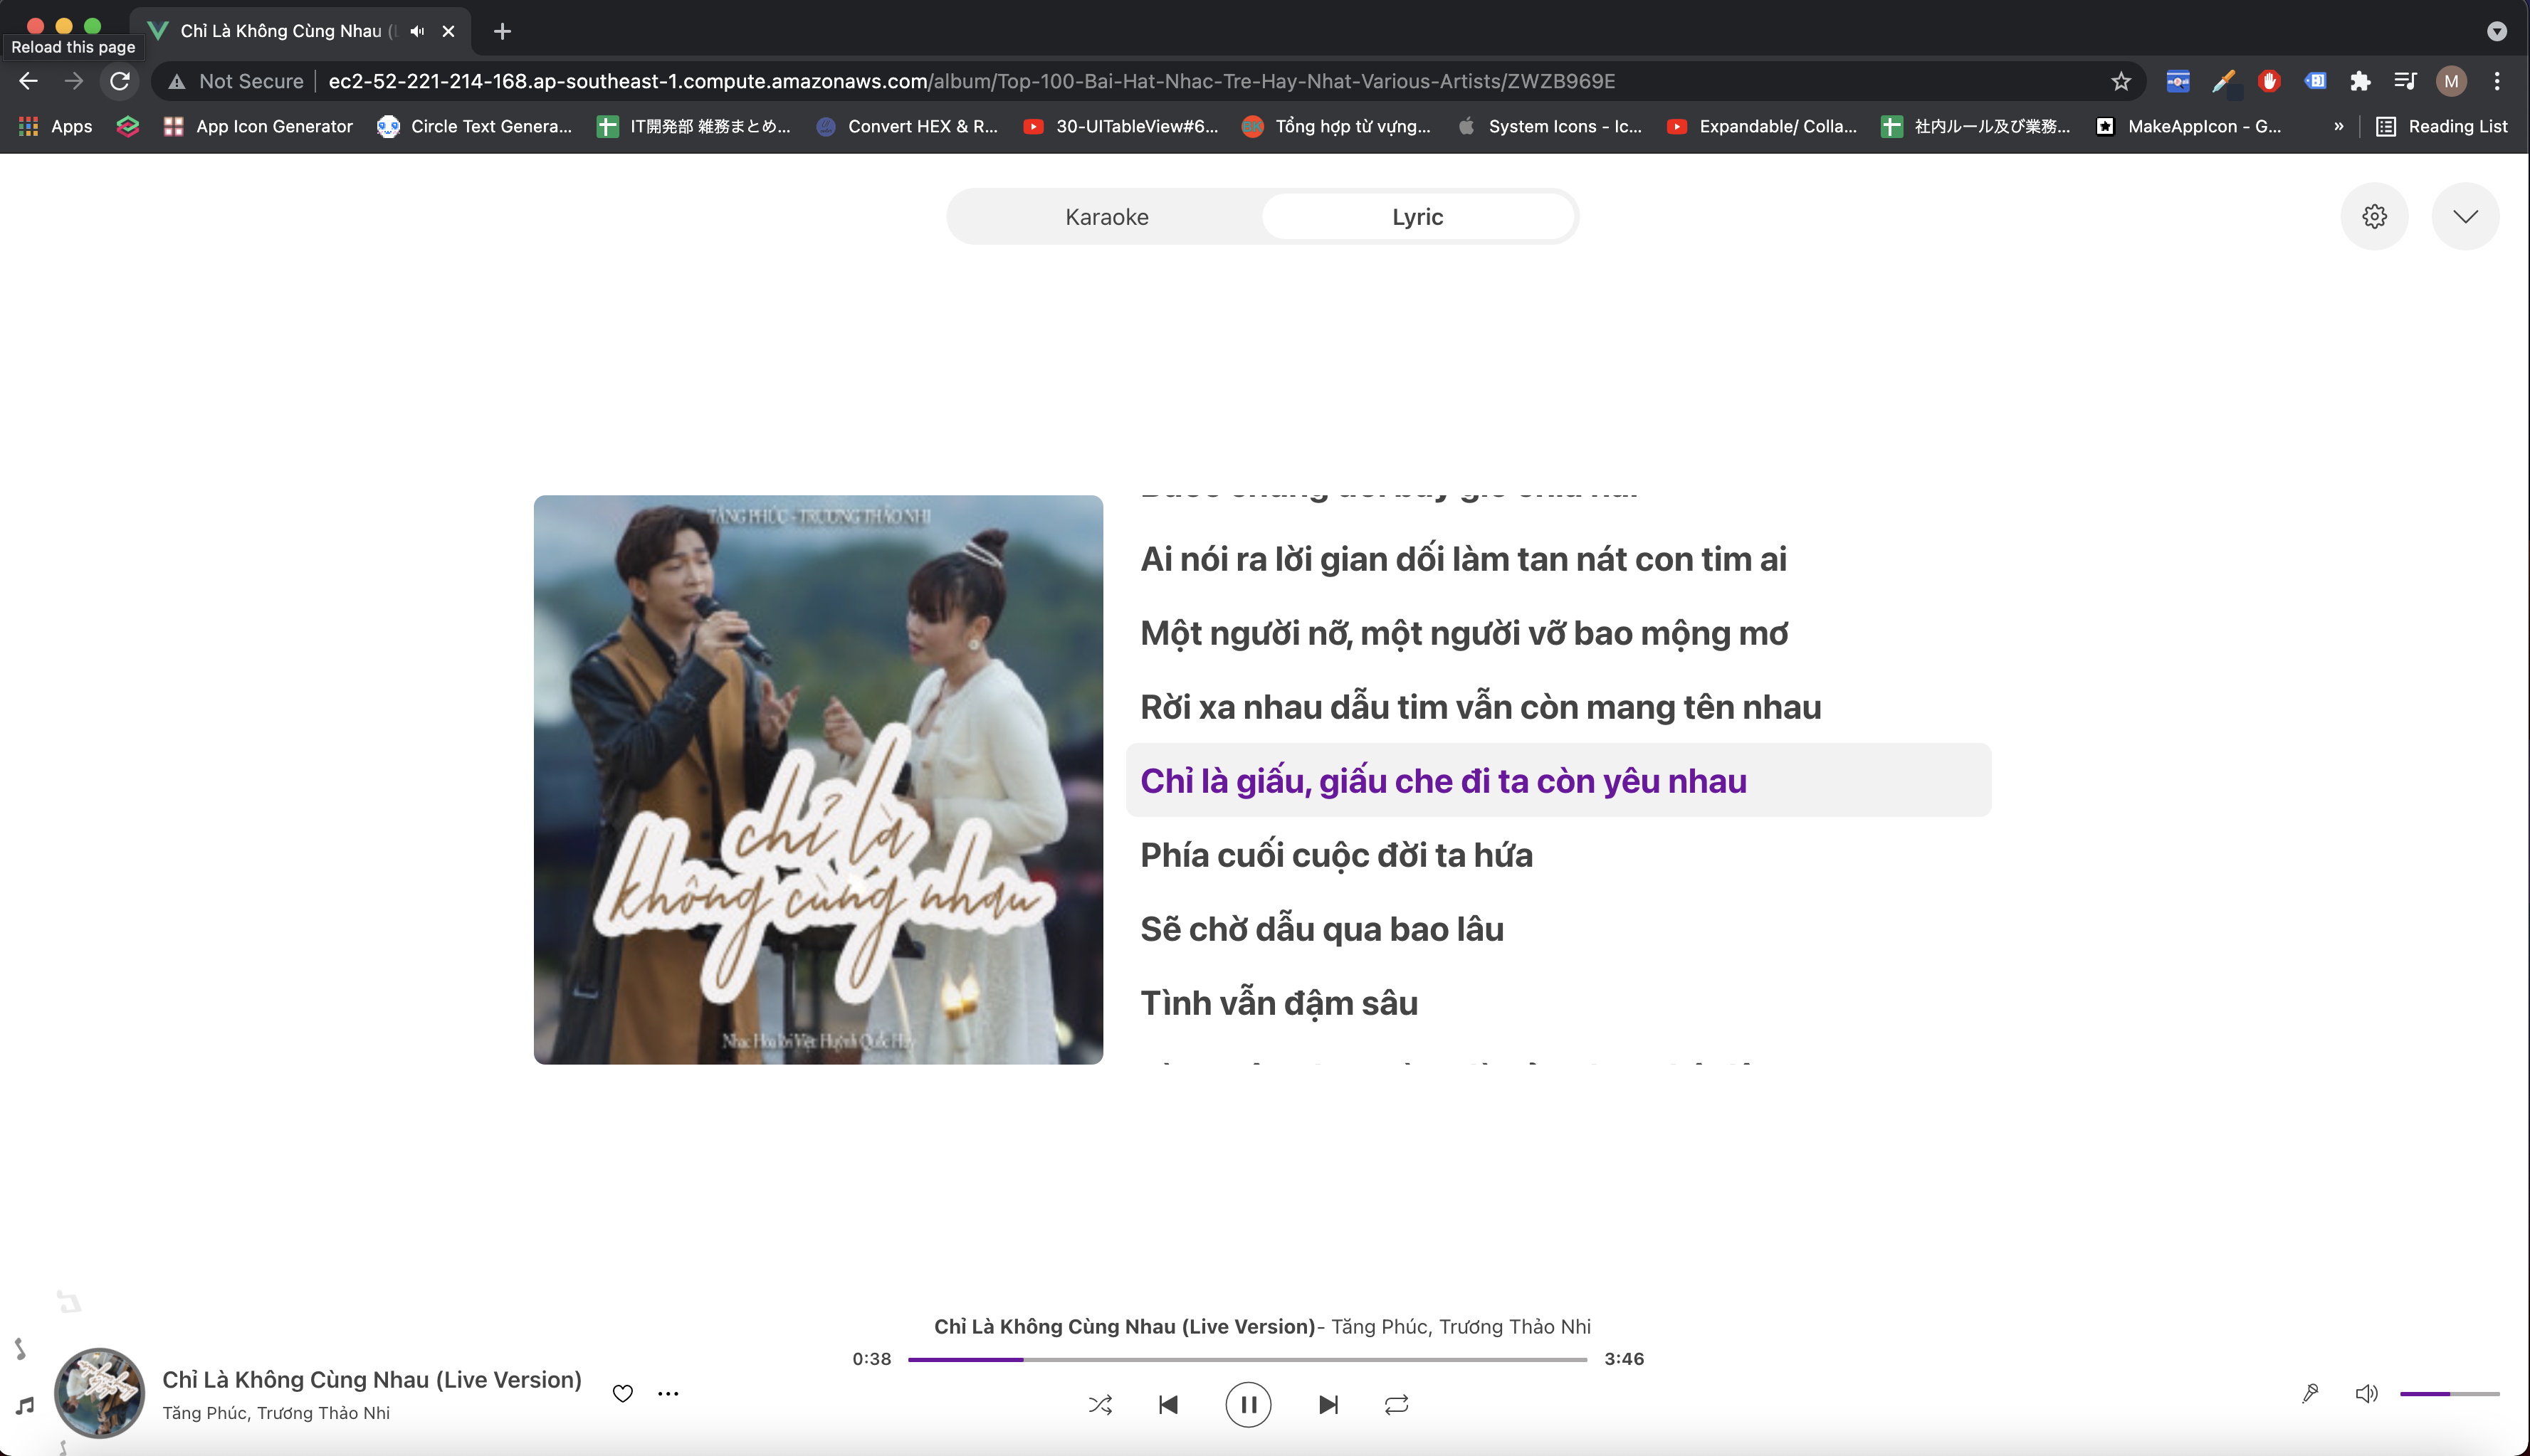 Chỉ Là Không Cùng Nhau (
Reload this page
Not Secure
ec2-52-221-214-168.ap-southeast-1.compute.amazonaws.com/album/Top-100-Bai-Hat-Nhac-Tre-Hay-Nhat-Various-Artists/ZWZB969E
M
Apps
App Icon Generator
Circle Text Genera...
IT開発部 雑務まとめ...
Convert HEX & R...
30-UITableView#6...
Tổng hợp từ vựng...
System Icons - Ic...
Expandable/ Colla...
社内ルール及び業務...
MakeAppIcon - G...
»
Reading List
Karaoke
Lyric
TĂNG PHÚC - TRƯƠNG THẢO NHI
chỉ là
không cùng nhau
Nhạc Hoa lời Việt: Huỳnh Quốc Huy
Ai nói ra lời gian dối làm tan nát con tim ai
Một người nỡ, một người vỡ bao mộng mơ
Rời xa nhau dẫu tim vẫn còn mang tên nhau
Chỉ là giấu, giấu che đi ta còn yêu nhau
Phía cuối cuộc đời ta hứa
Sẽ chờ dẫu qua bao lâu
Tình vẫn đậm sâu
Chỉ Là Không Cùng Nhau (Live Version)- Tăng Phúc, Trương Thảo Nhi
0:38
3:46
Chỉ Là Không Cùng Nhau (Live Version)
Tăng Phúc, Trương Thảo Nhi